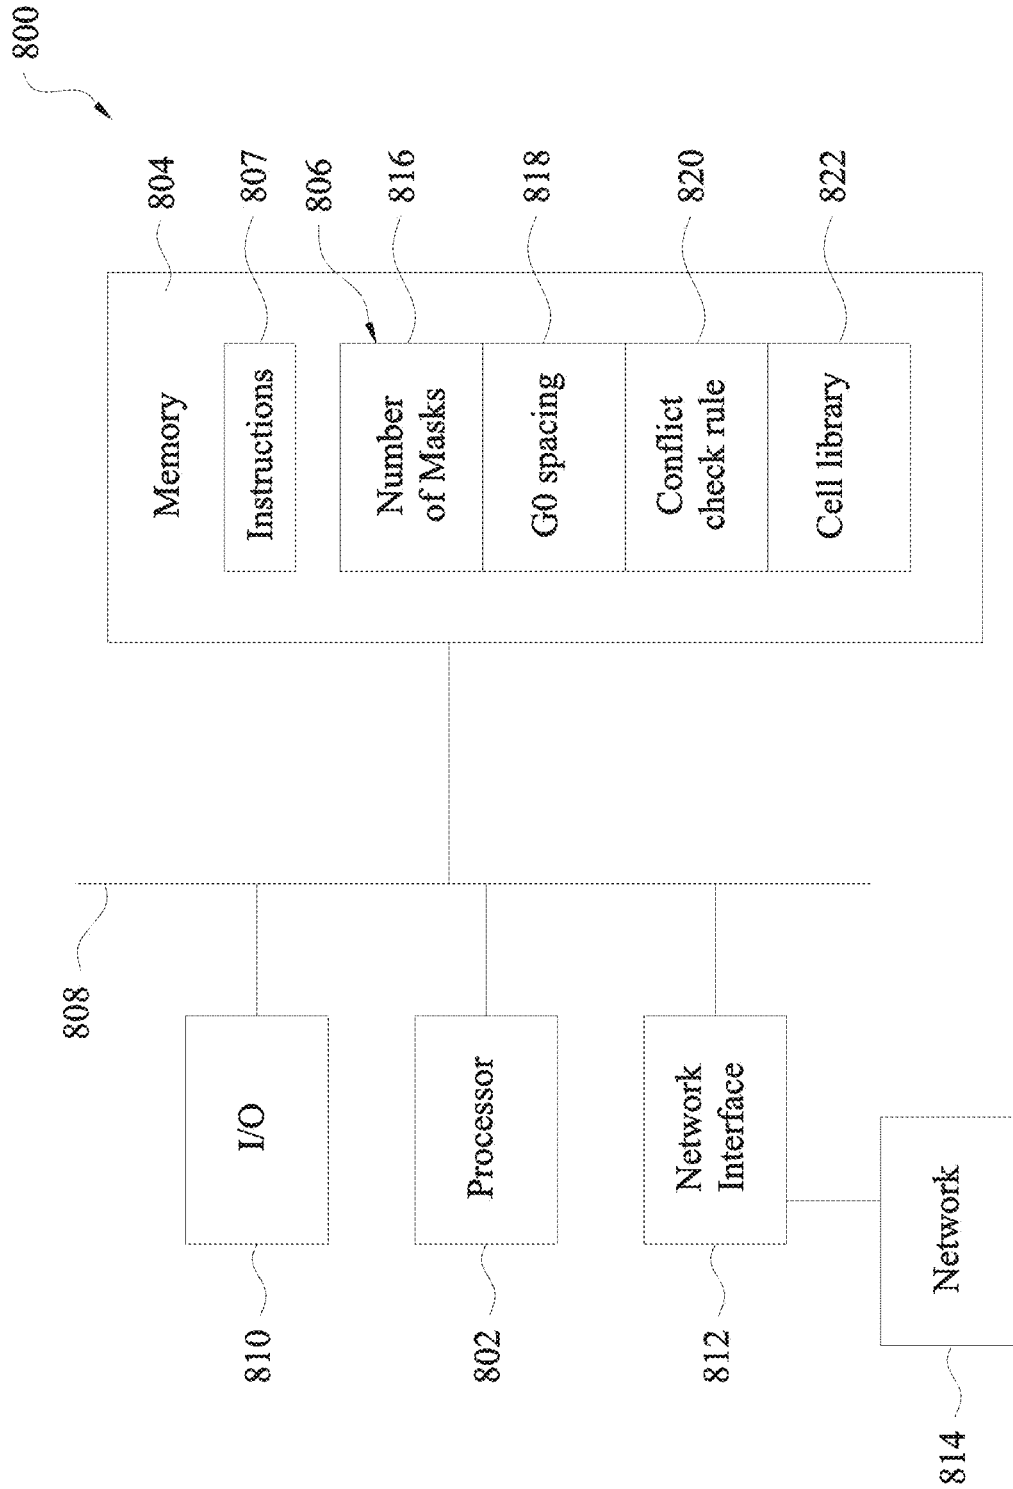 800
804
Memory
807
Instructions
806
816
Number
of Masks
818
G0 spacing
820
Conflict
check rule
822
Cell library
808
810
I/O
802
Processor
812
Network
Interface
814
Network